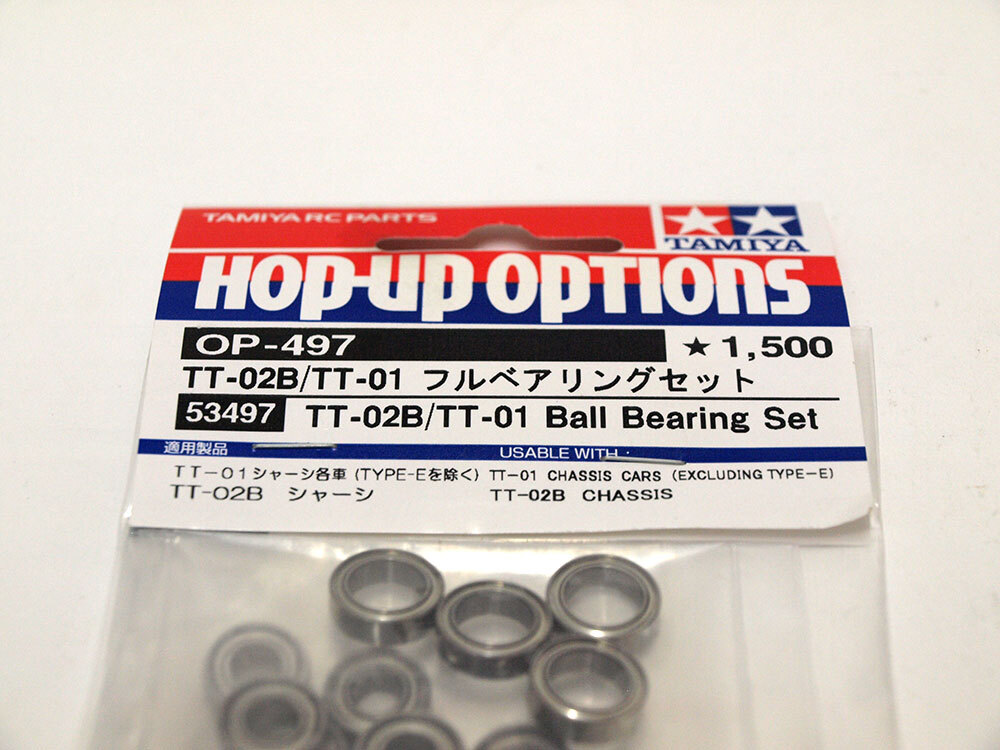 TAMIYA RC PARTS
TAMIYA
HOP-UP OPTIONS
OP-497 ★1,500
TT-02B/TT-01 フルベアリングセット
53497 TT-02B/TT-01 Ball Bearing Set
適用製品 USABLE WITH :
TT-01シャーシ各車 (TYPE-Eを除く) TT-01 CHASSIS CARS (EXCLUDING TYPE-E)
TT-02B シャーシ TT-02B CHASSIS